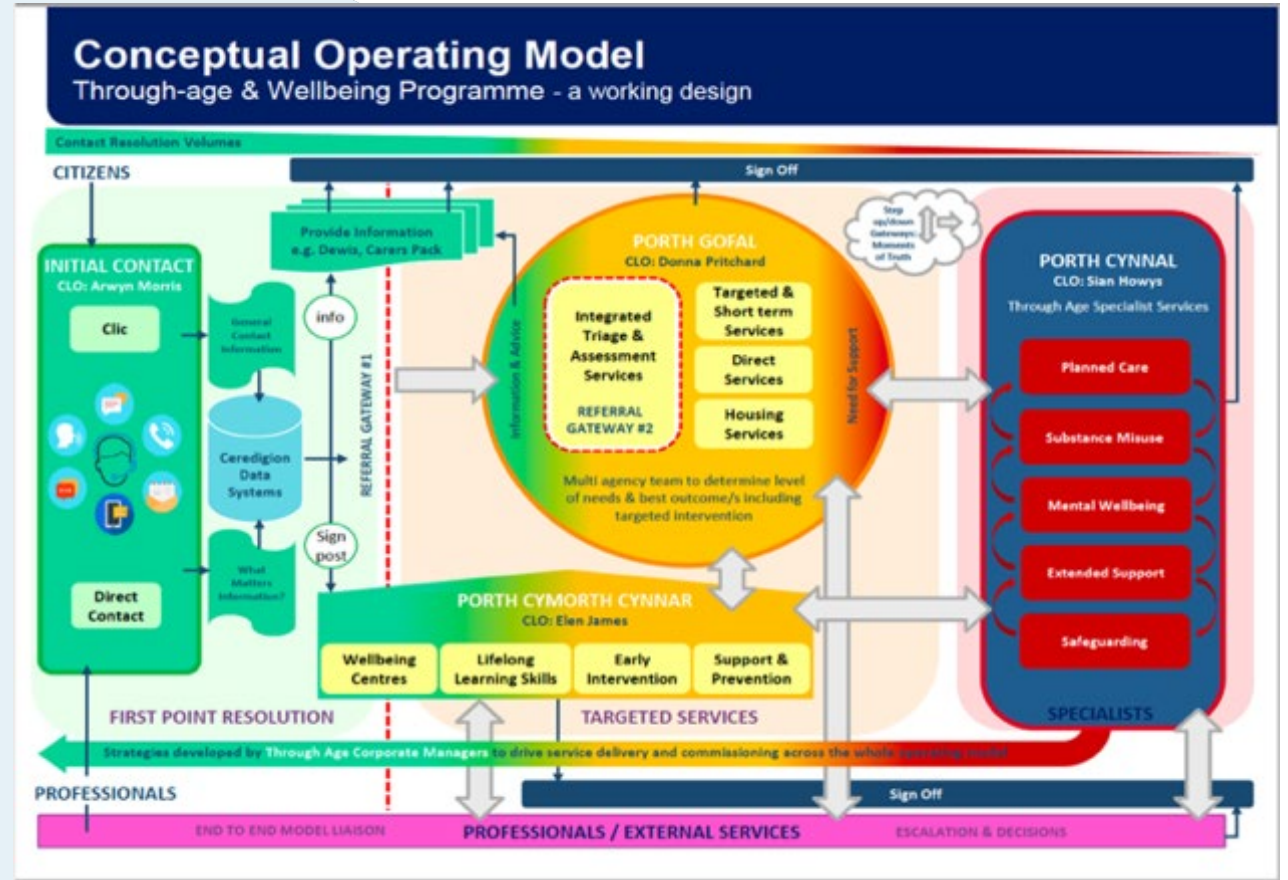 Conceptual Operating Model
Through-age & Wellbeing Programme - a working design
Contact Resolution Volumes
CITIZENS
Sign Off
Provide Information
e.g. Dewis, Carers Pack
INITIAL CONTACT
CLO: Arwyn Morris
Clic
Direct
Contact
General
Contact
Information
Ceredigion
Data
Systems
What
Matters
Information?
info
Sign
post
REFERRAL GATEWAY #1
FIRST POINT RESOLUTION
PORTH GOFAL
CLO: Donna Pritchard
Information & Advice
Integrated
Triage &
Assessment
Services
REFERRAL
GATEWAY #2
Targeted &
Short term
Services
Direct
Services
Housing
Services
Need for Support
Multi agency team to determine level
of needs & best outcome/s including
targeted intervention
PORTH CYMORTH CYNNAR
CLO: Elen James
Wellbeing
Centres
Lifelong
Learning Skills
Early
Intervention
Support &
Prevention
TARGETED SERVICES
Step
up/down
Gateways:
Moments
of Truth
PORTH CYNNAL
CLO: Sian Howys
Through Age Specialist Services
Planned Care
Substance Misuse
Mental Wellbeing
Extended Support
Safeguarding
SPECIALISTS
Strategies developed by Through Age Corporate Managers to drive service delivery and commissioning across the whole operating model
PROFESSIONALS
Sign Off
END TO END MODEL LIAISON
PROFESSIONALS / EXTERNAL SERVICES
ESCALATION & DECISIONS